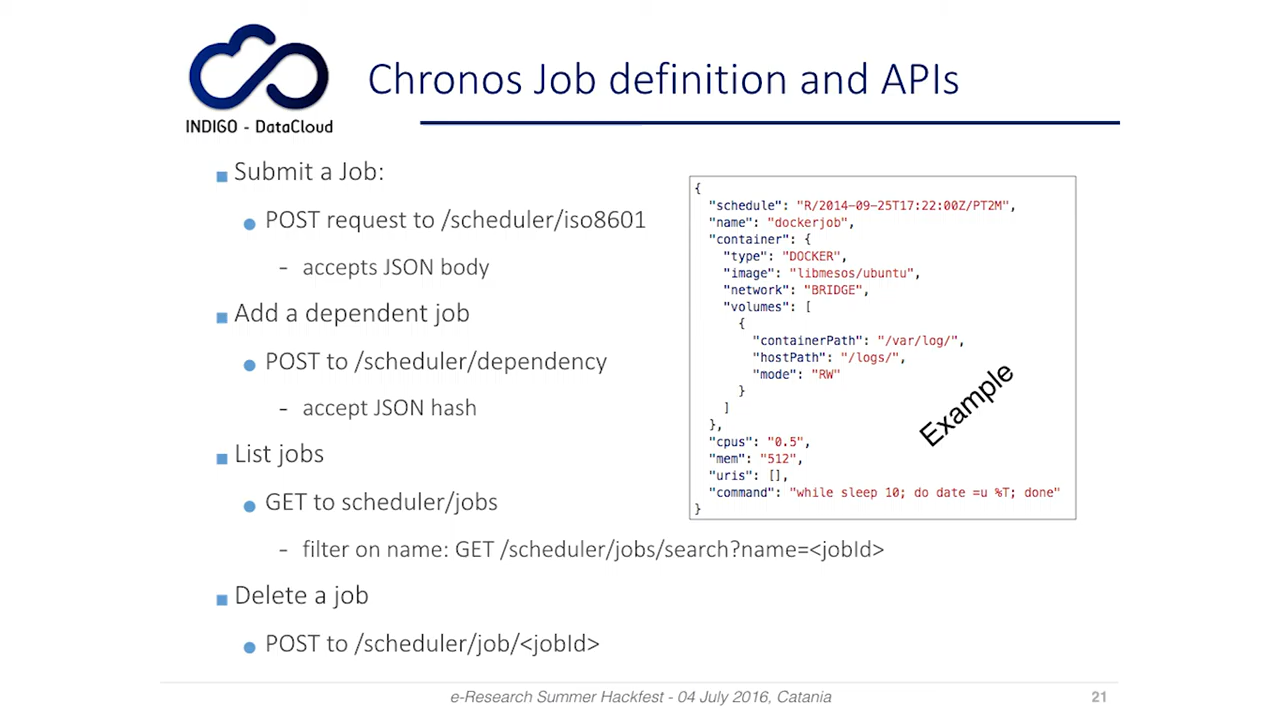 INDIGO - DataCloud
Chronos Job definition and APIs
Submit a Job:
POST request to /scheduler/iso8601
- accepts JSON body
Add a dependent job
POST to /scheduler/dependency
- accept JSON hash
List jobs
GET to scheduler/jobs
- filter on name: GET /scheduler/jobs/search?name=<jobId>
Delete a job
POST to /scheduler/job/<jobId>
{
"schedule": "R/2014-09-25T17:22:00Z/PT2M",
"name": "dockerjob",
"container": {
"type": "DOCKER",
"image": "libmesos/ubuntu",
"network": "BRIDGE",
"volumes": [
{
"containerPath": "/var/log/",
"hostPath": "/logs/",
"mode": "RW"
}
]
},
"cpus": "0.5",
"mem": "512",
"uris": [],
"command": "while sleep 10; do date =u %T; done"
}
Example
e-Research Summer Hackfest - 04 July 2016, Catania
21